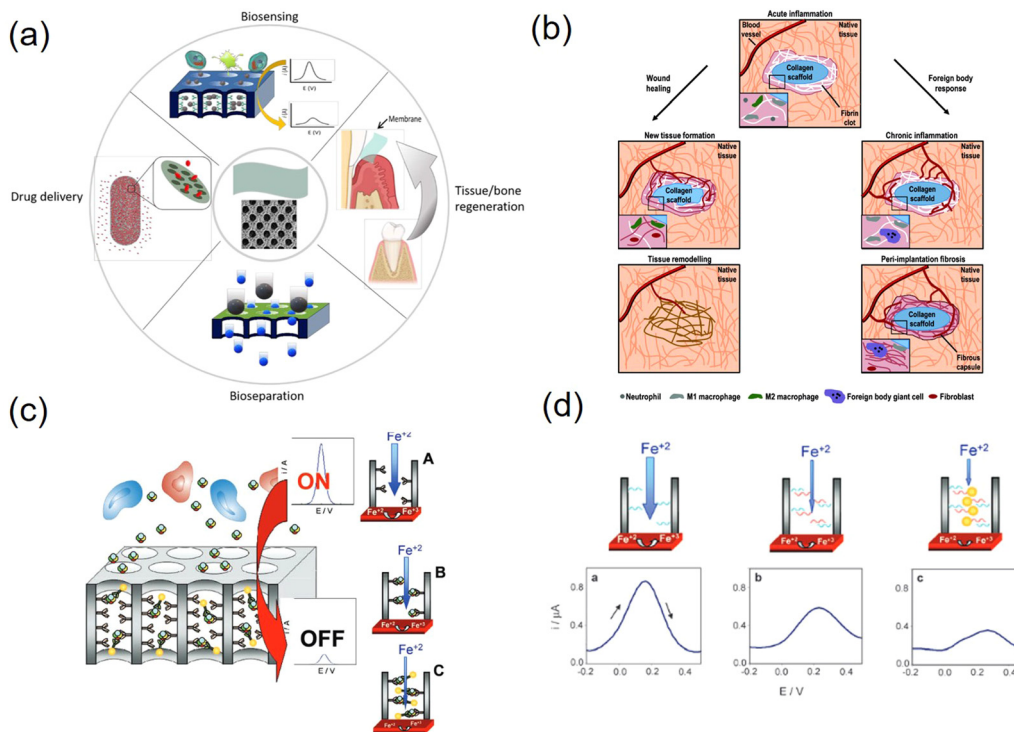 (a)
Biosensing
i (A)
E (V)
i (A)
E (V)
Membrane
Drug delivery
Tissue/bone
regeneration
Bioseparation
(b)
Acute inflammation
Blood
vessel
Native
tissue
Collagen
scaffold
Fibrin
clot
Wound
healing
Foreign body
response
New tissue formation
Native
tissue
Collagen
scaffold
Chronic inflammation
Native
tissue
Collagen
scaffold
Tissue remodelling
Native
tissue
Peri-implantation fibrosis
Native
tissue
Collagen
scaffold
Fibrous
capsule
Neutrophil
M1 macrophage
M2 macrophage
Foreign body giant cell
Fibroblast
(c)
i / A
ON
E / V
Fe+2
A
Fe+2 Fe+3
Fe+2
B
Fe+2 Fe+3
i / A
OFF
E / V
Fe+2
C
Fe+2 Fe+3
(d)
Fe+2
Fe+2 Fe+3
Fe+2
Fe+2 Fe+3
Fe+2
Fe+2 Fe+3
i / µA
a
0.8
0.4
0.0
-0.2 0.0 0.2 0.4
b
0.8
0.4
0.0
-0.2 0.0 0.2 0.4
c
0.8
0.4
0.0
-0.2 0.0 0.2 0.4
E / V